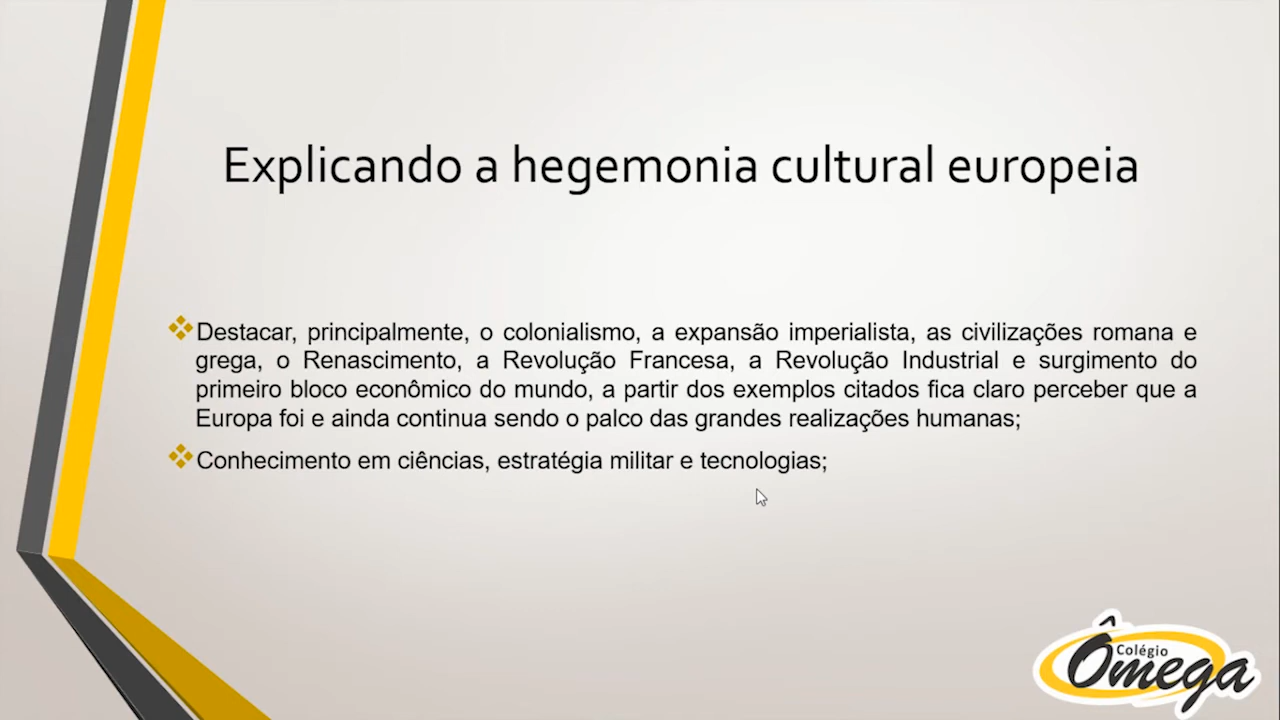 Explicando a hegemonia cultural europeia
Destacar, principalmente, o colonialismo, a expansão imperialista, as civilizações romana e
grega, o Renascimento, a Revolução Francesa, a Revolução Industrial e surgimento do
primeiro bloco econômico do mundo, a partir dos exemplos citados fica claro perceber que a
Europa foi e ainda continua sendo o palco das grandes realizações humanas;
Conhecimento em ciências, estratégia militar e tecnologias;
Colégio
Ômega